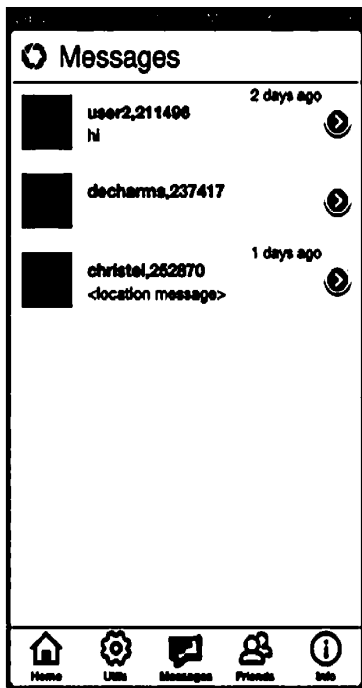 Messages
2 days ago
user2,211496
hi
decharms,237417
1 days ago
christel,252870
<location message>
Home
Utils
Messages
Friends
Info